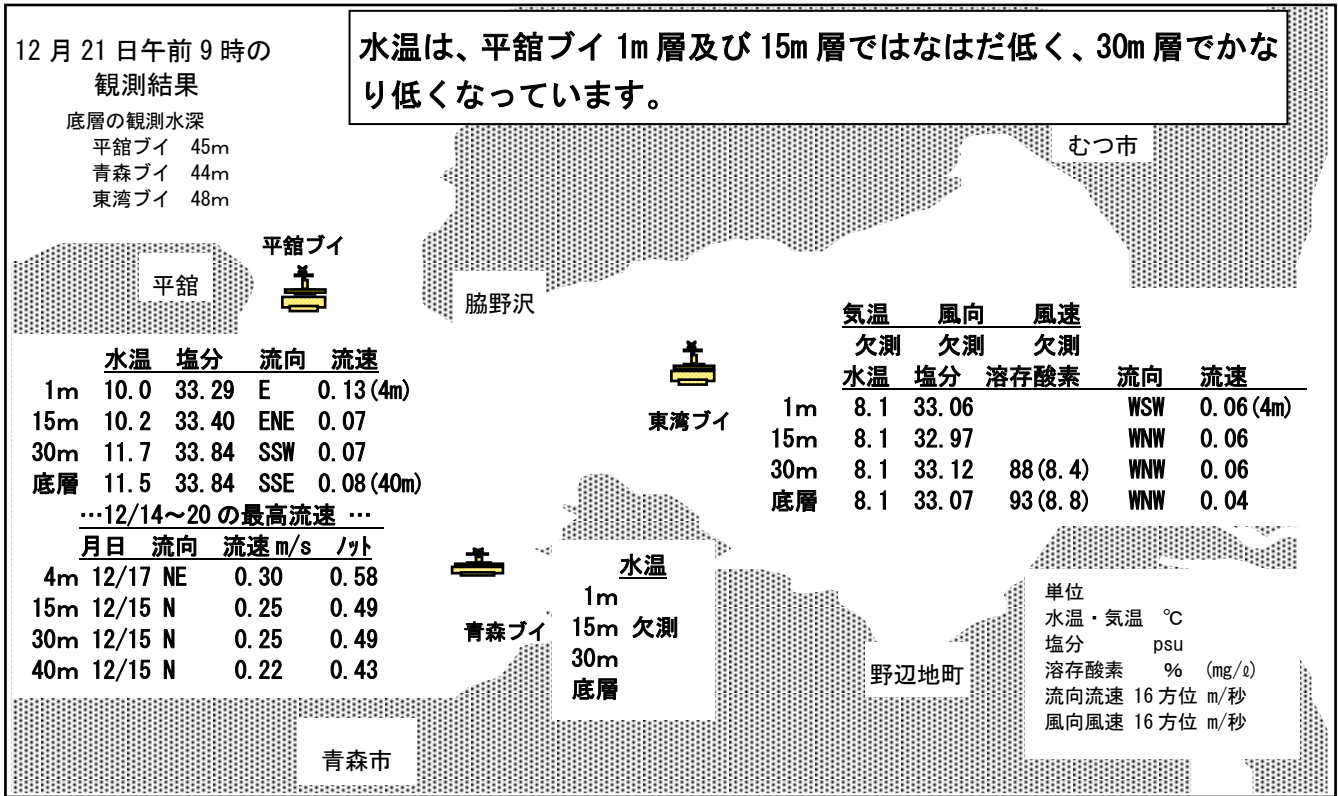 12月21日午前9時の
観測結果
底層の観測水深
平舘ブイ 45m
青森ブイ 44m
東湾ブイ 48m
水温は、平舘ブイ 1m 層及び 15m 層ではなはだ低く、30m 層でかな
り低くなっています。
むつ市
平舘ブイ
平舘
脇野沢
水温 塩分 流向 流速
1m 10.0 33.29 E 0.13(4m)
15m 10.2 33.40 ENE 0.07
30m 11.7 33.84 SSW 0.07
底層 11.5 33.84 SSE 0.08(40m)
…12/14～20 の最高流速 …
月日 流向 流速 m/s ノット
4m 12/17 NE 0.30 0.58
15m 12/15 N 0.25 0.49
30m 12/15 N 0.25 0.49
40m 12/15 N 0.22 0.43
東湾ブイ
気温 風向 風速
欠測 欠測 欠測
水温 塩分 溶存酸素 流向 流速
1m 8.1 33.06 WSW 0.06(4m)
15m 8.1 32.97 WNW 0.06
30m 8.1 33.12 88(8.4) WNW 0.06
底層 8.1 33.07 93(8.8) WNW 0.04
青森ブイ
水温
1m
15m 欠測
30m
底層
野辺地町
青森市
単位
水温・気温 ℃
塩分 psu
溶存酸素 % (mg/ℓ)
流向流速 16方位 m/秒
風向風速 16方位 m/秒